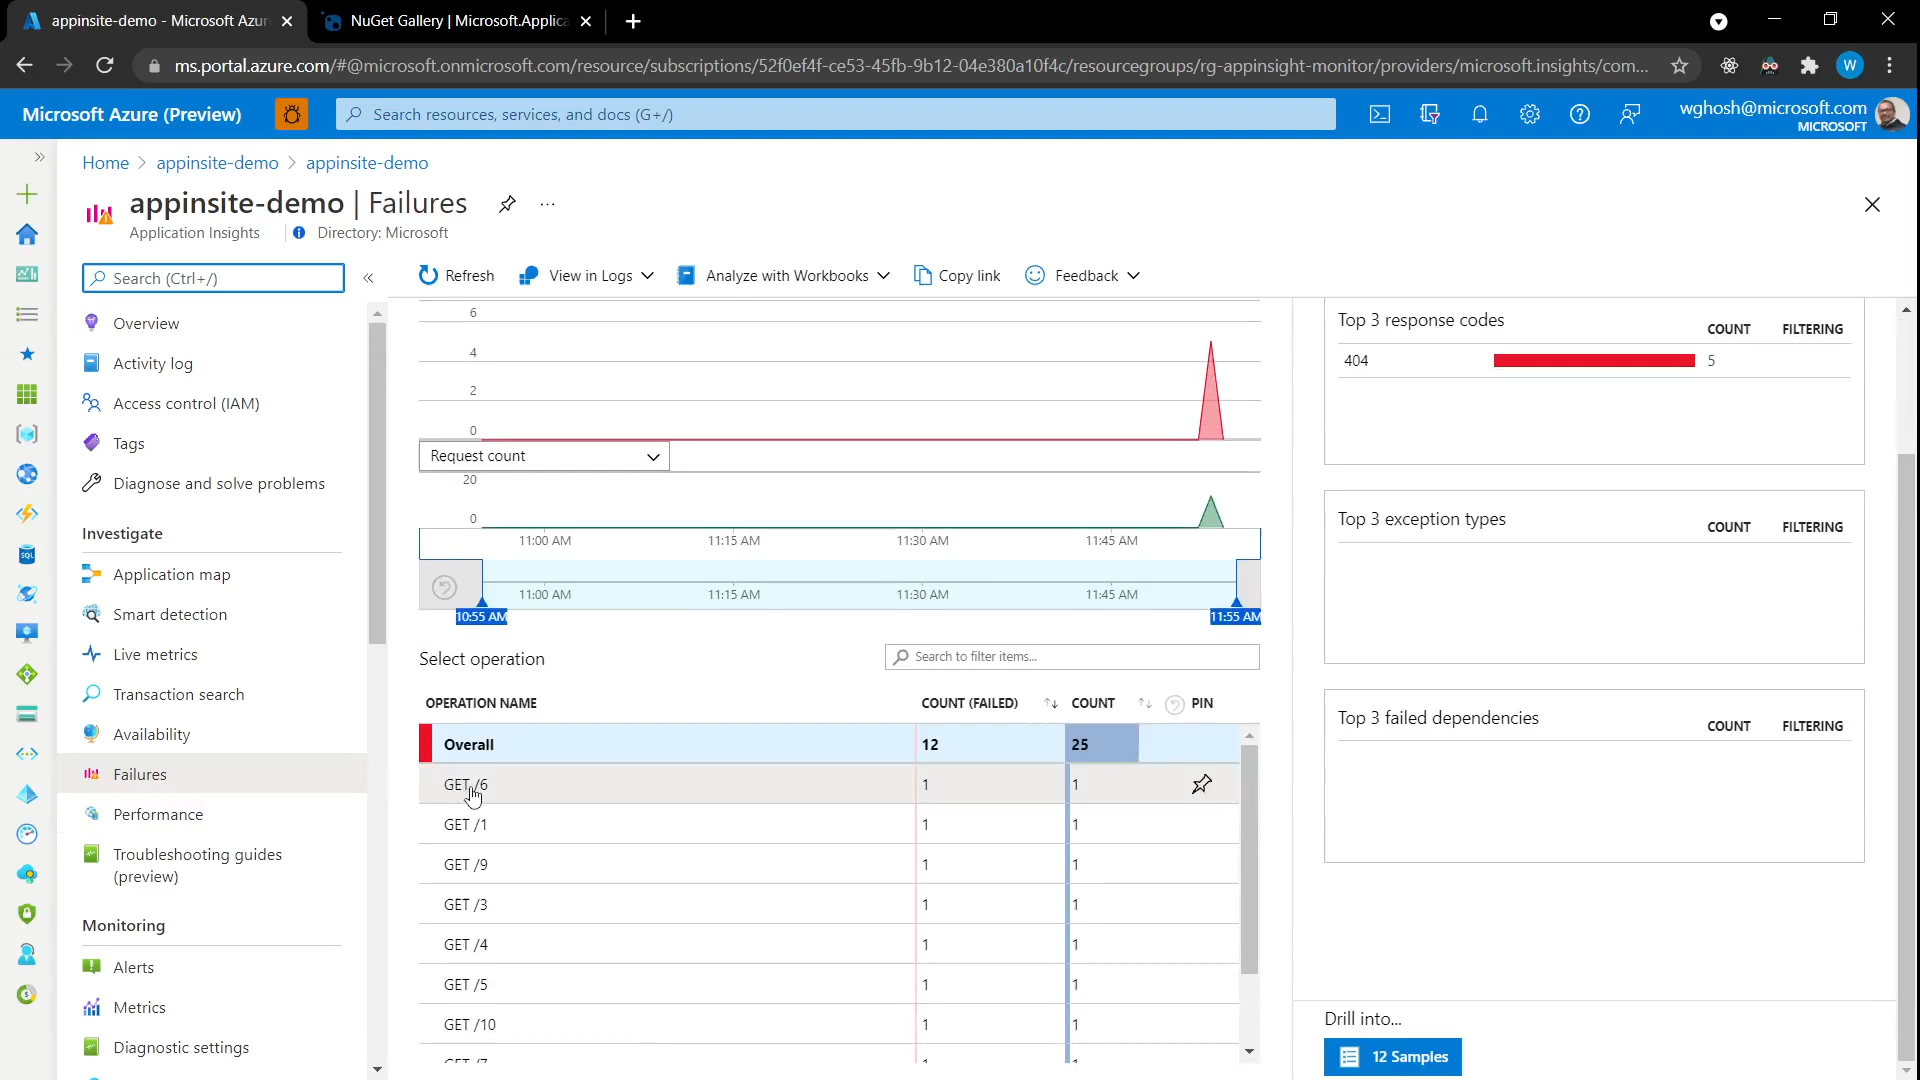 appinsite-demo - Microsoft Azur
NuGet Gallery | Microsoft.Applic
ms.portal.azure.com/#@microsoft.onmicrosoft.com/resource/subscriptions/52f0ef4f-ce53-45fb-9b12-04e380a10f4c/resourcegroups/rg-appinsight-monitor/providers/microsoft.insights/com...
W
Microsoft Azure (Preview)
Search resources, services, and docs (G+/)
wghosh@microsoft.com
MICROSOFT
Home > appinsite-demo > appinsite-demo
appinsite-demo | Failures
Application Insights
Directory: Microsoft
Search (Ctrl+/)
Overview
Activity log
Access control (IAM)
Tags
Diagnose and solve problems
Investigate
Application map
Smart detection
Live metrics
Transaction search
Availability
Failures
Performance
Troubleshooting guides
(preview)
Monitoring
Alerts
Metrics
Diagnostic settings
SQL
Refresh
View in Logs
Analyze with Workbooks
Copy link
Feedback
6
4
2
0
Request count
20
0
11:00 AM 11:15 AM 11:30 AM 11:45 AM
11:00 AM 11:15 AM 11:30 AM 11:45 AM
10:55 AM 11:55 AM
Select operation
Search to filter items...
OPERATION NAME COUNT (FAILED) COUNT PIN
Overall 12 25
GET /6 1 1
GET /1 1 1
GET /9 1 1
GET /3 1 1
GET /4 1 1
GET /5 1 1
GET /10 1 1
GET /7 1 1
Top 3 response codes COUNT FILTERING
404 5
Top 3 exception types COUNT FILTERING
Top 3 failed dependencies COUNT FILTERING
Drill into...
12 Samples